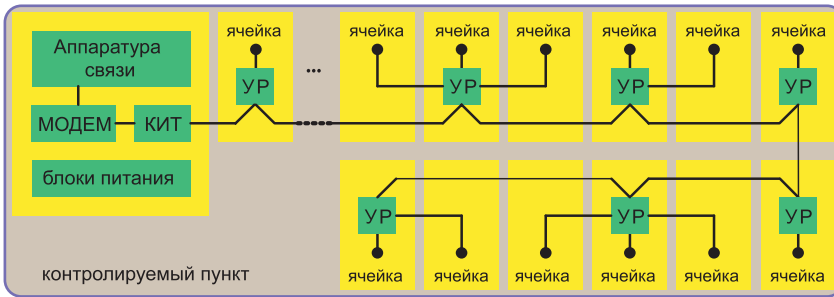 ячейка ячейка ячейка ячейка ячейка ячейка ячейка
Аппаратура
связи
...
УР УР УР УР
МОДЕМ КИТ
блоки питания
УР УР УР
контролируемый пункт
ячейка ячейка ячейка ячейка ячейка ячейка